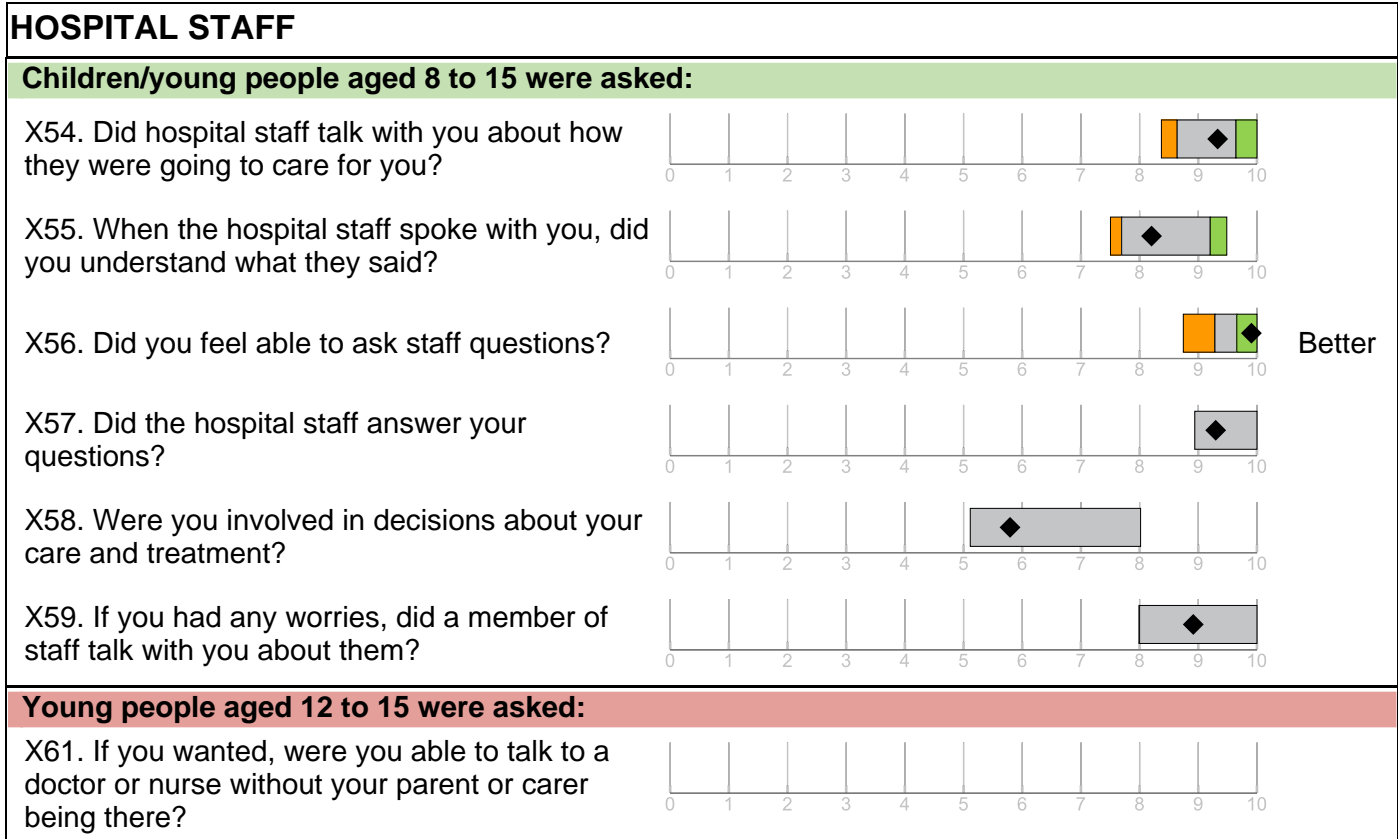 HOSPITAL STAFF
Children/young people aged 8 to 15 were asked:
X54. Did hospital staff talk with you about how
they were going to care for you?
0 1 2 3 4 5 6 7 8 9 10
X55. When the hospital staff spoke with you, did
you understand what they said?
0 1 2 3 4 5 6 7 8 9 10
X56. Did you feel able to ask staff questions?
Better
0 1 2 3 4 5 6 7 8 9 10
X57. Did the hospital staff answer your
questions?
0 1 2 3 4 5 6 7 8 9 10
X58. Were you involved in decisions about your
care and treatment?
0 1 2 3 4 5 6 7 8 9 10
X59. If you had any worries, did a member of
staff talk with you about them?
0 1 2 3 4 5 6 7 8 9 10
Young people aged 12 to 15 were asked:
X61. If you wanted, were you able to talk to a
doctor or nurse without your parent or carer
being there?
0 1 2 3 4 5 6 7 8 9 10